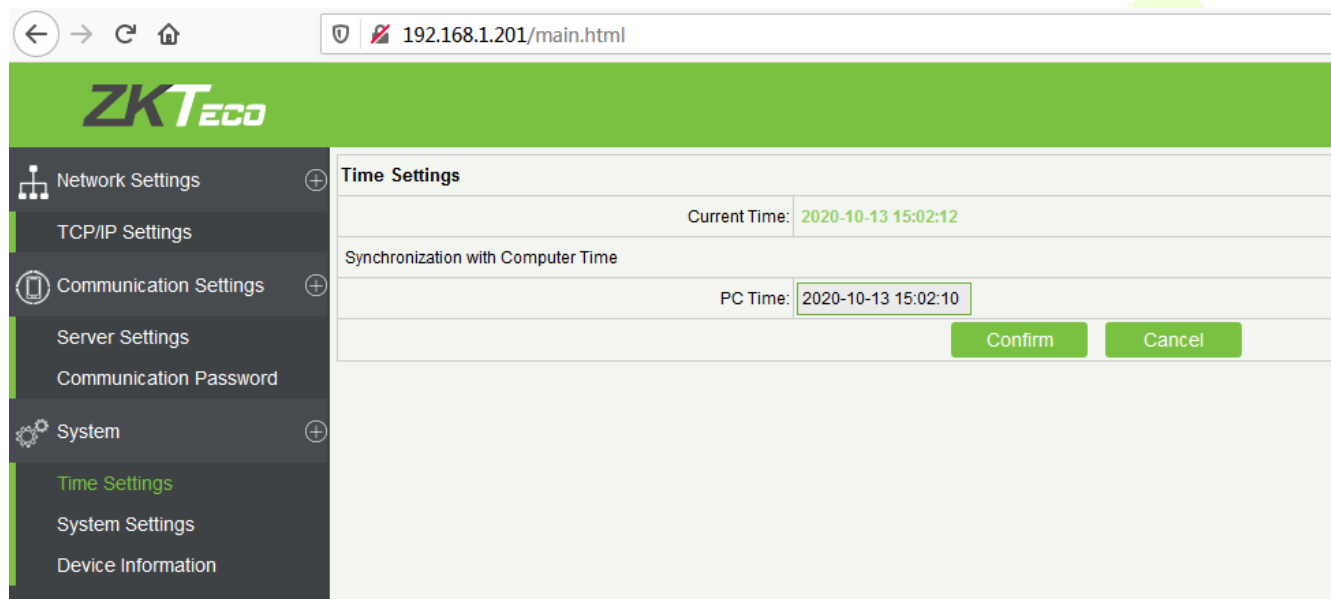 192.168.1.201/main.html
ZKTECO
Network Settings
TCP/IP Settings
Communication Settings
Server Settings
Communication Password
System
Time Settings
System Settings
Device Information
Time Settings
Current Time: 2020-10-13 15:02:12
Synchronization with Computer Time
PC Time: 2020-10-13 15:02:10
Confirm Cancel